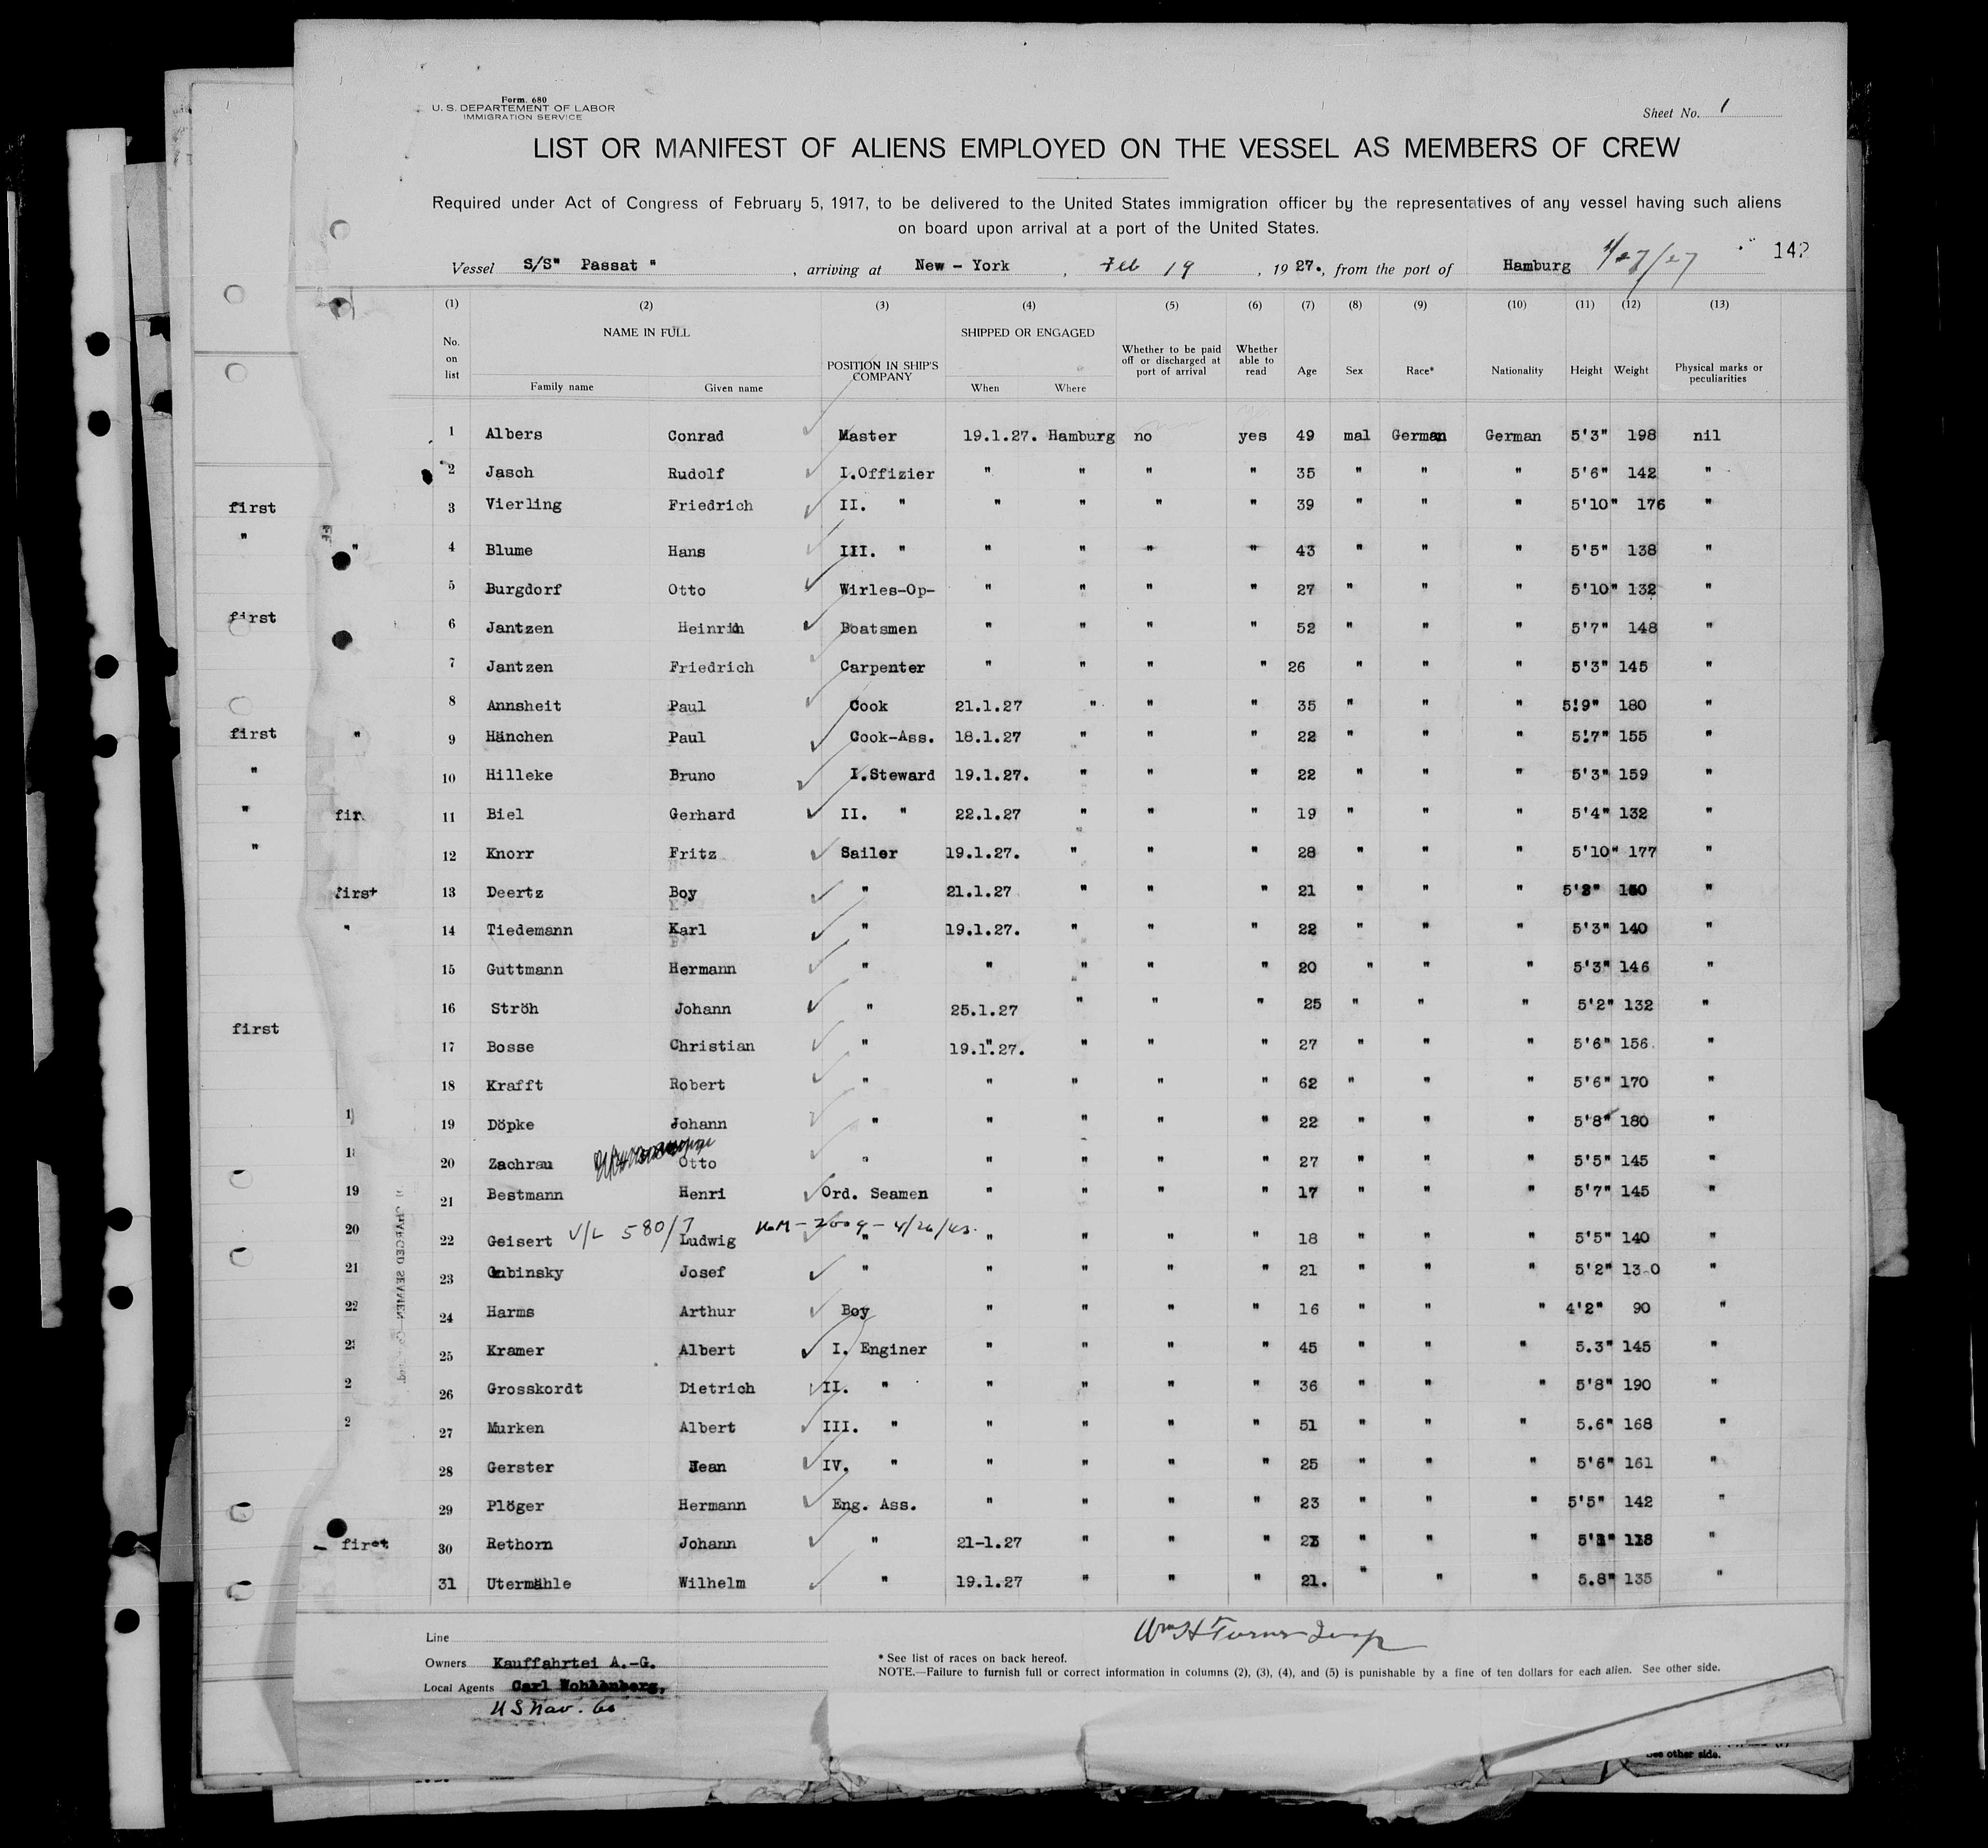 Form. 680
U. S. DEPARTEMENT OF LABOR
IMMIGRATION SERVICE
Sheet No. 1
LIST OR MANIFEST OF ALIENS EMPLOYED ON THE VESSEL AS MEMBERS OF CREW
Required under Act of Congress of February 5, 1917, to be delivered to the United States immigration officer by the representatives of any vessel having such aliens
on board upon arrival at a port of the United States.
142
Vessel S/S" Passat " , arriving at New - York , Feb 19 , 1927., from the port of Hamburg 1/27/27
(1) (2) (3) (4) (5) (6) (7) (8) (9) (10) (11) (12) (13)
No. on list NAME IN FULL Family name Given name POSITION IN SHIP'S COMPANY SHIPPED OR ENGAGED When Where Whether to be paid off or discharged at port of arrival Whether able to read Age Sex Race* Nationality Height Weight Physical marks or peculiarities
1 Albers Conrad Master 19.1.27. Hamburg no yes 49 mal German German 5'3" 198 nil
2 Jasch Rudolf I.Offizier " " " " 35 " " " 5'6" 142 "
first 3 Vierling Friedrich II. " " " " " 39 " " " 5'10" 176 "
" " 4 Blume Hans III. " " " " " 43 " " " 5'5" 138 "
5 Burgdorf Otto Wirles-Op- " " " " 27 " " " 5'10" 132 "
first 6 Jantzen Heinrich Boatsmen " " " " 52 " " " 5'7" 148 "
7 Jantzen Friedrich Carpenter " " " " 26 " " " 5'3" 145 "
8 Annsheit Paul Cook 21.1.27 " " " 35 " " " 5!9" 180 "
first " 9 Hänchen Paul Cook-Ass. 18.1.27 " " " 22 " " " 5!7" 155 "
" 10 Hilleke Bruno I.Steward 19.1.27. " " " 22 " " " 5'3" 159 "
" fir 11 Biel Gerhard II. " 22.1.27 " " " 19 " " " 5'4" 132 "
" 12 Knorr Fritz Sailer 19.1.27. " " " 28 " " " 5'10" 177 "
first 13 Deertz Boy " 21.1.27 " " " 21 " " " "
" 14 Tiedemann Karl " 19.1.27. " " " 22 " " " 5'3" 140 "
15 Guttmann Hermann " " " " " 20 " " " 5'3" 146 "
16 Ströh Johann " 25.1.27 " " " 25 " " " 5'2" 132 "
first 17 Bosse Christian " 19.1.27. " " " 27 " " " 5'6" 156 "
18 Krafft Robert " " " " " 62 " " " 5'6" 170 "
19 Döpke Johann " " " " " 22 " " " 5'8" 180 "
20 Zachrau Otto " " " " " 27 " " " 5'5" 145 "
19 21 Bestmann Henri Ord. Seamen " " " " 17 " " " 5'7" 145 "
20 22 Geisert V/L 580/ Ludwig " " " " " 18 " " " 5'5" 140 "
21 23 Gubinsky Josef " " " " " 21 " " " 5'2" 13 0 "
22 24 Harms Arthur Boy " " " " 16 " " " 4'2" 90 "
25 Kramer Albert I. Enginer " " " " 45 " " " 5.3" 145 "
2 26 Grosskordt Dietrich II. " " " " " 36 " " " 5'8" 190 "
2 27 Murken Albert III. " " " " " 51 " " " 5.6" 168 "
28 Gerster Jean IV. " " " " " 25 " " " 5'6" 161 "
29 Plöger Hermann Eng. Ass. " " " " 23 " " " 5'5" 142 "
first 30 Rethorn Johann " 21-1.27 " " " " " " "
31 Utermähle Wilhelm " 19.1.27 " " " 21. " " " 5.8" 135 "
Line
Owners Kauffahrtei A.-G.
Local Agents Carl
U S Nav. Co
Wm H Turner Insp
* See list of races on back hereof.
NOTE.—Failure to furnish full or correct information in columns (2), (3), (4), and (5) is punishable by a fine of ten dollars for each alien. See other side.
See other side.